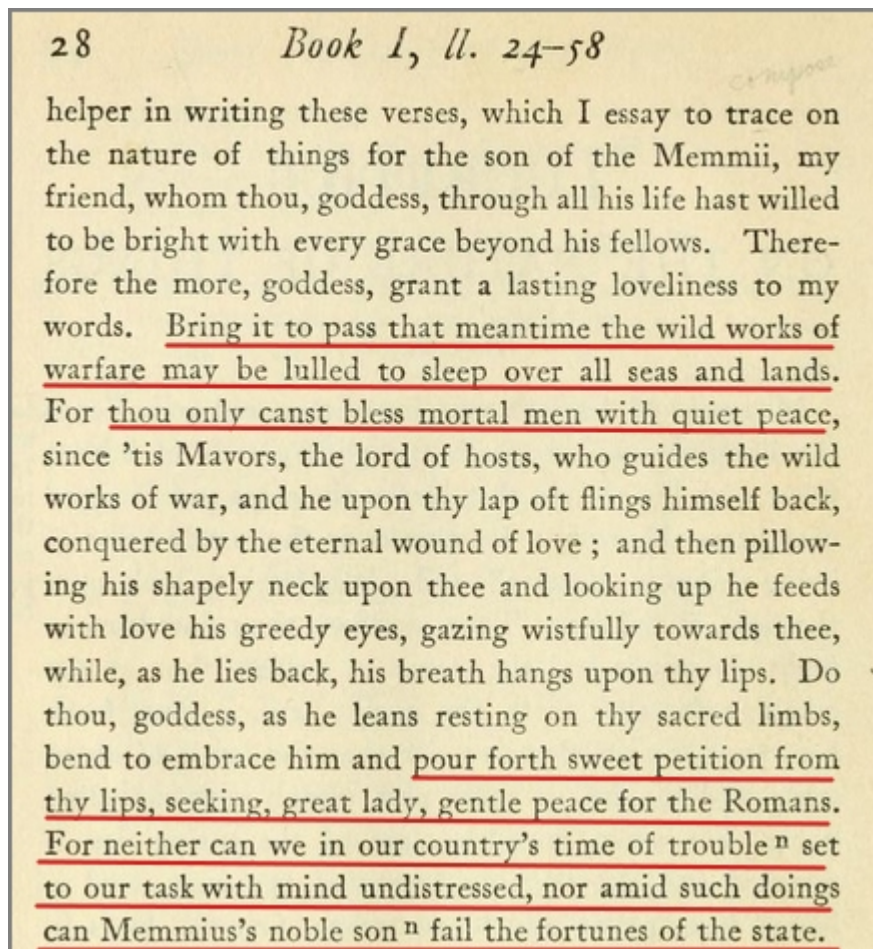 28 Book I, ll. 24–58
compose
helper in writing these verses, which I essay to trace on
the nature of things for the son of the Memmii, my
friend, whom thou, goddess, through all his life hast willed
to be bright with every grace beyond his fellows. There-
fore the more, goddess, grant a lasting loveliness to my
words. Bring it to pass that meantime the wild works of
warfare may be lulled to sleep over all seas and lands.
For thou only canst bless mortal men with quiet peace,
since ’tis Mavors, the lord of hosts, who guides the wild
works of war, and he upon thy lap oft flings himself back,
conquered by the eternal wound of love ; and then pillow-
ing his shapely neck upon thee and looking up he feeds
with love his greedy eyes, gazing wistfully towards thee,
while, as he lies back, his breath hangs upon thy lips. Do
thou, goddess, as he leans resting on thy sacred limbs,
bend to embrace him and pour forth sweet petition from
thy lips, seeking, great lady, gentle peace for the Romans.
For neither can we in our country’s time of trouble ⁿ set
to our task with mind undistressed, nor amid such doings
can Memmius’s noble son ⁿ fail the fortunes of the state.